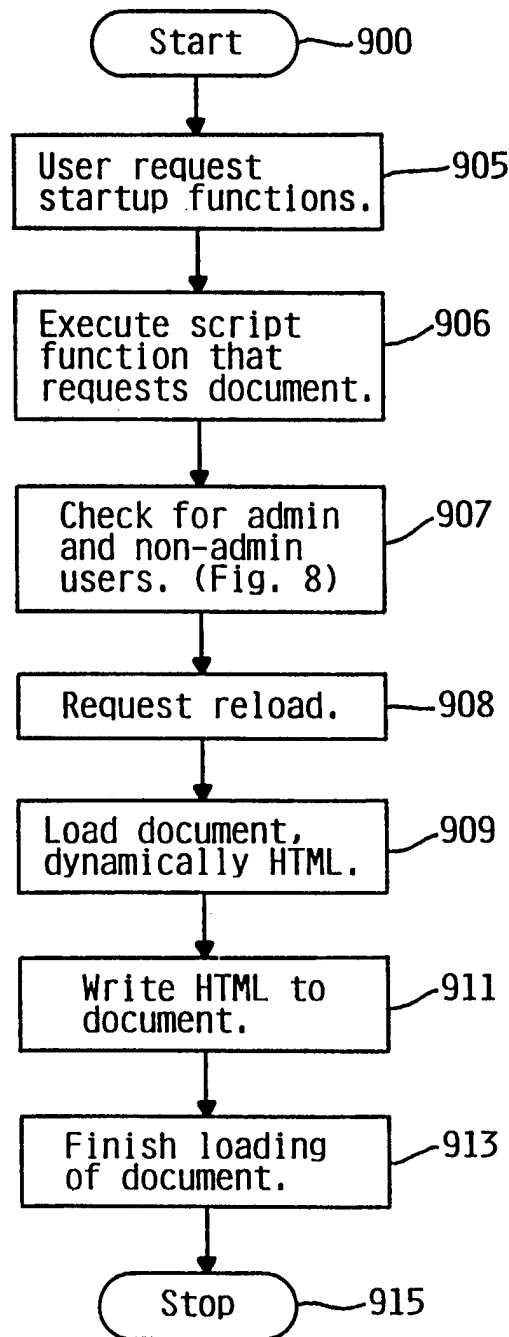 Start
900
User request
startup functions.
905
Execute script
function that
requests document.
906
Check for admin
and non-admin
users. (Fig. 8)
907
Request reload.
908
Load document,
dynamically HTML.
909
Write HTML to
document.
911
Finish loading
of document.
913
Stop
915